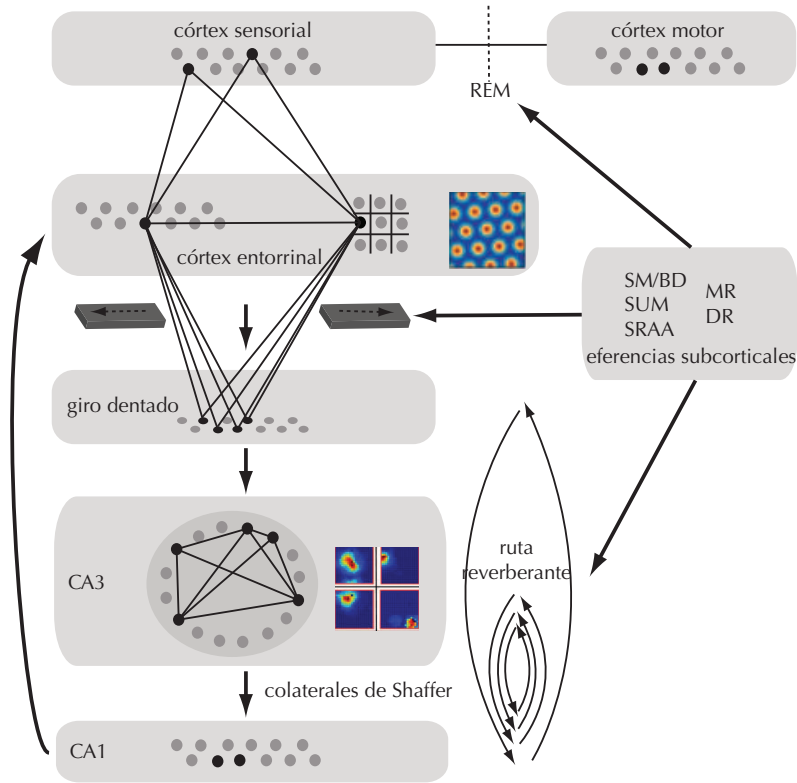 córtex sensorial
córtex motor
REM
córtex entorrinal
SM/BD
SUM
SRAA
MR
DR
eferencias subcorticales
giro dentado
CA3
ruta
reverberante
colaterales de Shaffer
CA1